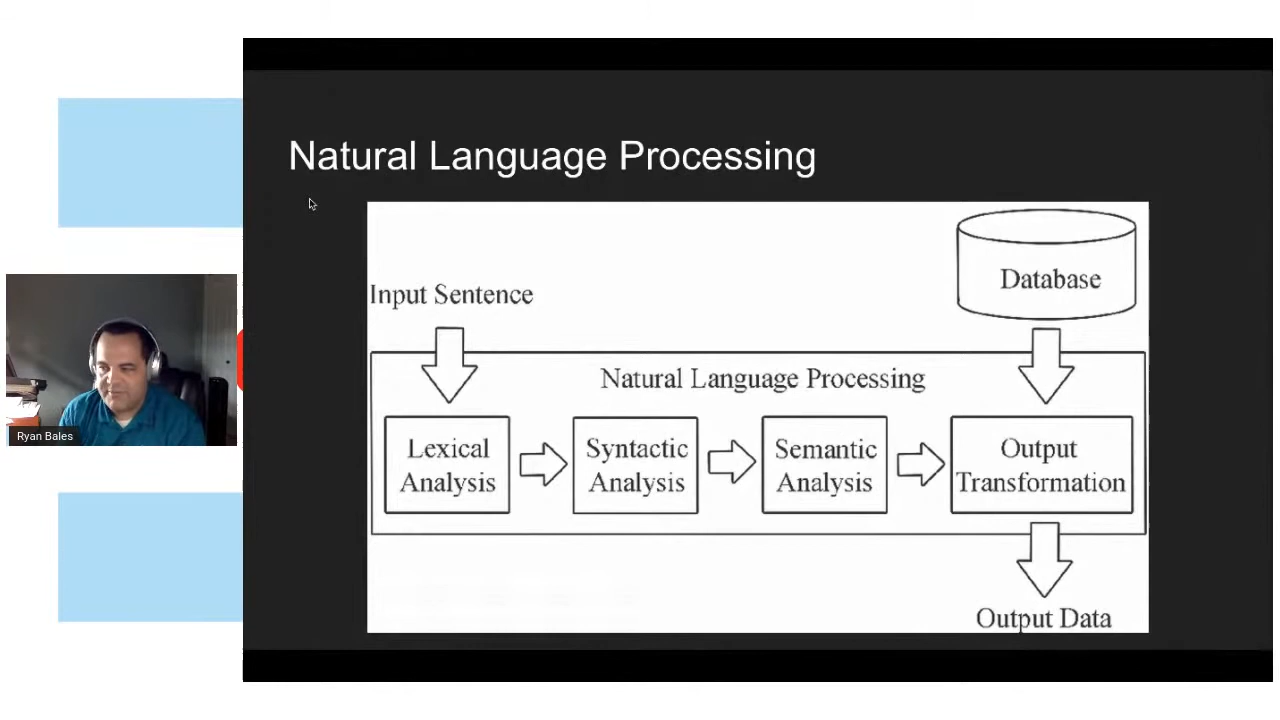 Natural Language Processing
Database
Input Sentence
Natural Language Processing
Lexical
Analysis
Syntactic
Analysis
Semantic
Analysis
Output
Transformation
Output Data
Ryan Bales